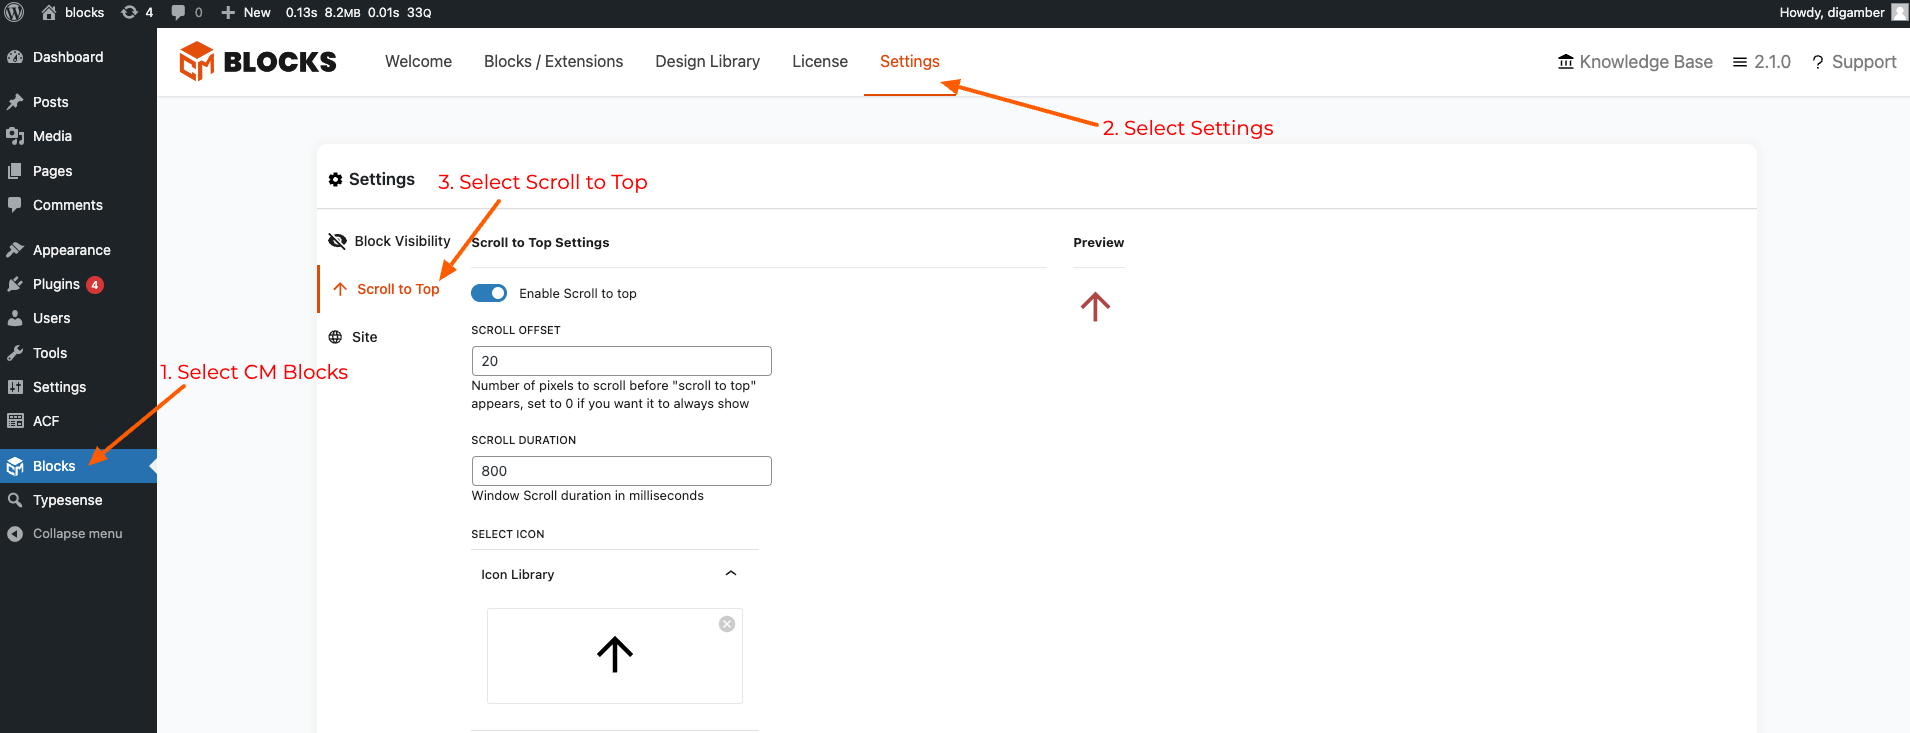 blocks 4 0 New 0.13s 8.2MB 0.01s 33Q Howdy, digamber
Dashboard
Posts
Media
Pages
Comments
Appearance
Plugins 4
Users
Tools
Settings
ACF
Blocks
Typesense
Collapse menu
CM BLOCKS Welcome Blocks / Extensions Design Library License Settings Knowledge Base 2.1.0 ? Support
2. Select Settings
Settings
3. Select Scroll to Top
1. Select CM Blocks
Block Visibility
Scroll to Top
Site
Scroll to Top Settings
Enable Scroll to top
SCROLL OFFSET
20
Number of pixels to scroll before "scroll to top"
appears, set to 0 if you want it to always show
SCROLL DURATION
800
Window Scroll duration in milliseconds
SELECT ICON
Icon Library
Preview